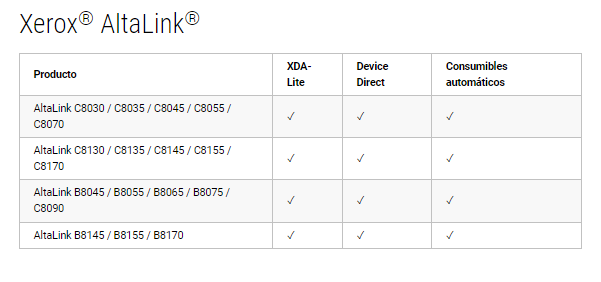 Xerox® AltaLink®
Producto XDA-Lite Device Direct Consumibles automáticos
AltaLink C8030 / C8035 / C8045 / C8055 /
C8070 ✓ ✓ ✓
AltaLink C8130 / C8135 / C8145 / C8155 /
C8170 ✓ ✓ ✓
AltaLink B8045 / B8055 / B8065 / B8075 /
C8090 ✓ ✓ ✓
AltaLink B8145 / B8155 / B8170 ✓ ✓ ✓